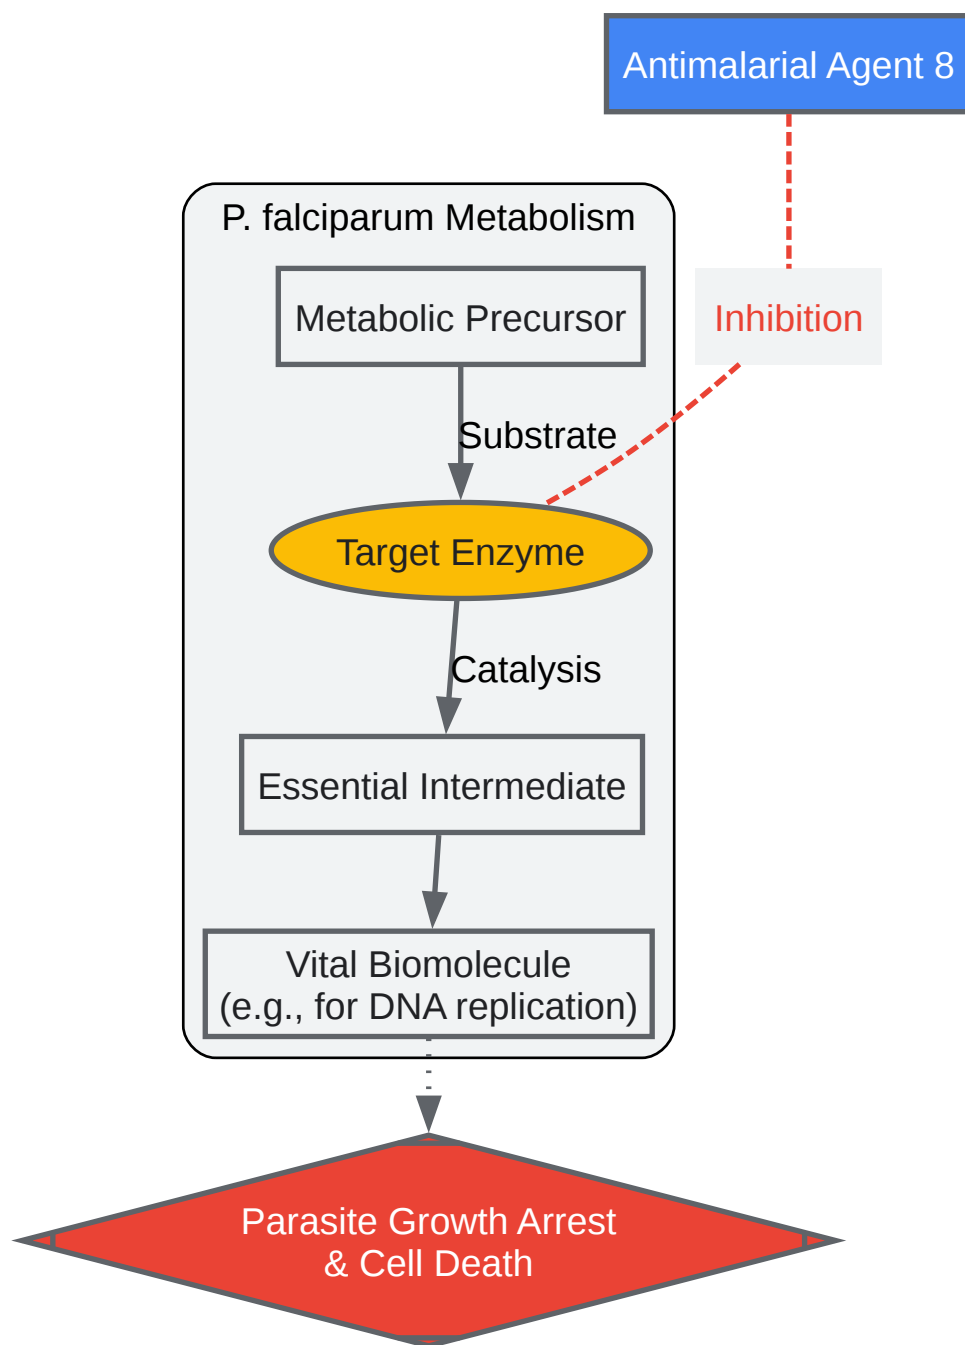 Antimalarial Agent 8
P. falciparum Metabolism
Metabolic Precursor
Inhibition
Substrate
Target Enzyme
Catalysis
Essential Intermediate
Vital Biomolecule
(e.g., for DNA replication)
Parasite Growth Arrest
& Cell Death